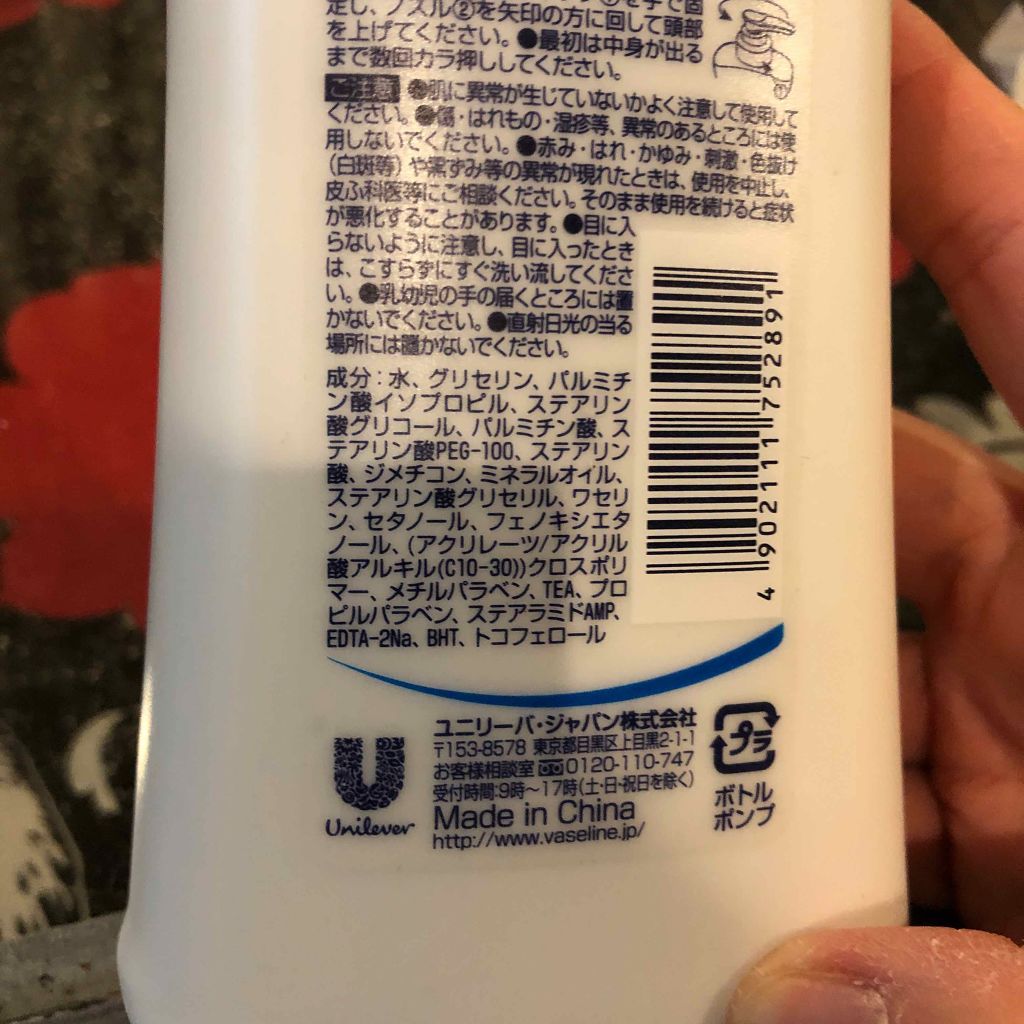 定し、ノズル②を矢印の方に回して頭部
を上げてください。●最初は中身が出る
まで数回カラ押ししてください。
ご注意 ●肌に異常が生じていないかよく注意して使用して
ください。●傷・はれもの・湿疹等、異常のあるところには使
用しないでください。●赤み・はれ・かゆみ・刺激・色抜け
(白斑等)や黒ずみ等の異常が現れたときは、使用を中止し、
皮ふ科医等にご相談ください。そのまま使用を続けると症状
が悪化することがあります。●目に入
らないように注意し、目に入ったとき
は、こすらずにすぐ洗い流してくださ
い。●乳幼児の手の届くところには置
かないでください。●直射日光の当る
場所には置かないでください。
成分:水、グリセリン、パルミチ
ン酸イソプロピル、ステアリン
酸グリコール、パルミチン酸、ス
テアリン酸PEG-100、ステアリン
酸、ジメチコン、ミネラルオイル、
ステアリン酸グリセリル、ワセリ
ン、セタノール、フェノキシエタ
ノール、(アクリレーツ/アクリル
酸アルキル(C10-30))クロスポリ
マー、メチルパラベン、TEA、プロ
ピルパラベン、ステアラミドAMP、
EDTA-2Na、BHT、トコフェロール
4902111752891
ユニリーバ・ジャパン株式会社
〒153-8578 東京都目黒区上目黒2-1-1
お客様相談室 0120-110-747
受付時間:9時〜17時(土・日・祝日を除く)
Made in China
http://www.vaseline.jp/
Unilever
プラ
ボトル
ポンプ